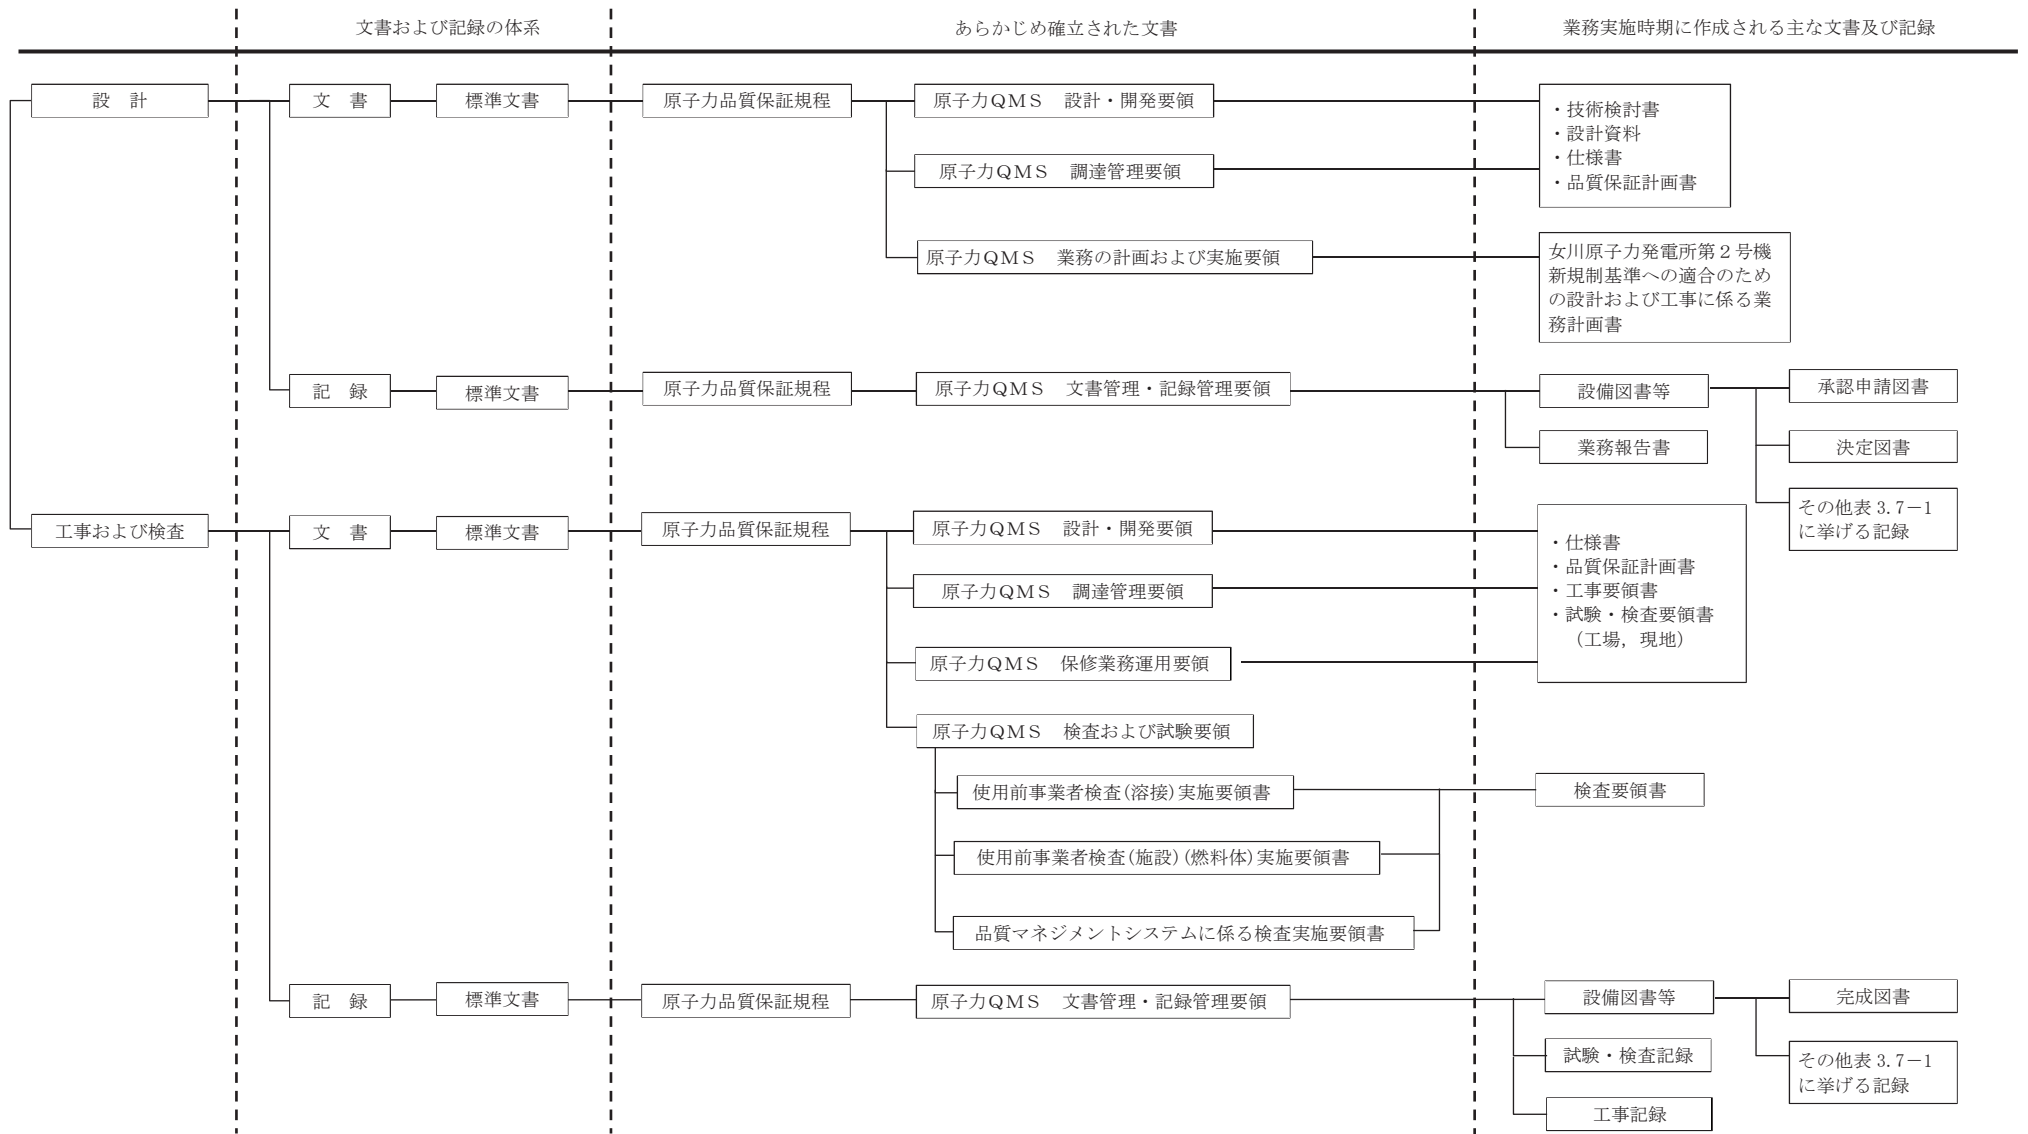 文書および記録の体系
あらかじめ確立された文書
業務実施時期に作成される主な文書及び記録
設　計
文　書
標準文書
原子力品質保証規程
原子力QMS　設計・開発要領
・技術検討書
・設計資料
・仕様書
・品質保証計画書
原子力QMS　調達管理要領
原子力QMS　業務の計画および実施要領
女川原子力発電所第２号機
新規制基準への適合のため
の設計および工事に係る業
務計画書
記　録
標準文書
原子力品質保証規程
原子力QMS　文書管理・記録管理要領
設備図書等
承認申請図書
業務報告書
決定図書
その他表 3.7－1
に挙げる記録
工事および検査
文　書
標準文書
原子力品質保証規程
原子力QMS　設計・開発要領
・仕様書
・品質保証計画書
・工事要領書
・試験・検査要領書
（工場，現地）
原子力QMS　調達管理要領
原子力QMS　保修業務運用要領
原子力QMS　検査および試験要領
使用前事業者検査(溶接)実施要領書
検査要領書
使用前事業者検査(施設)(燃料体)実施要領書
品質マネジメントシステムに係る検査実施要領書
記　録
標準文書
原子力品質保証規程
原子力QMS　文書管理・記録管理要領
設備図書等
完成図書
試験・検査記録
その他表 3.7－1
に挙げる記録
工事記録